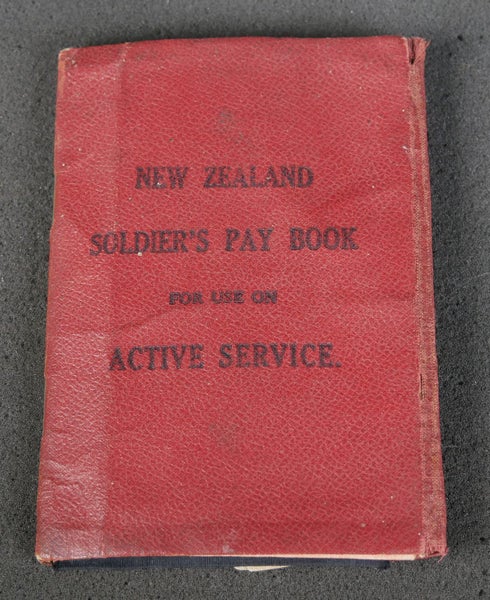 NEW ZEALAND
SOLDIER'S PAY BOOK
FOR USE ON
ACTIVE SERVICE.